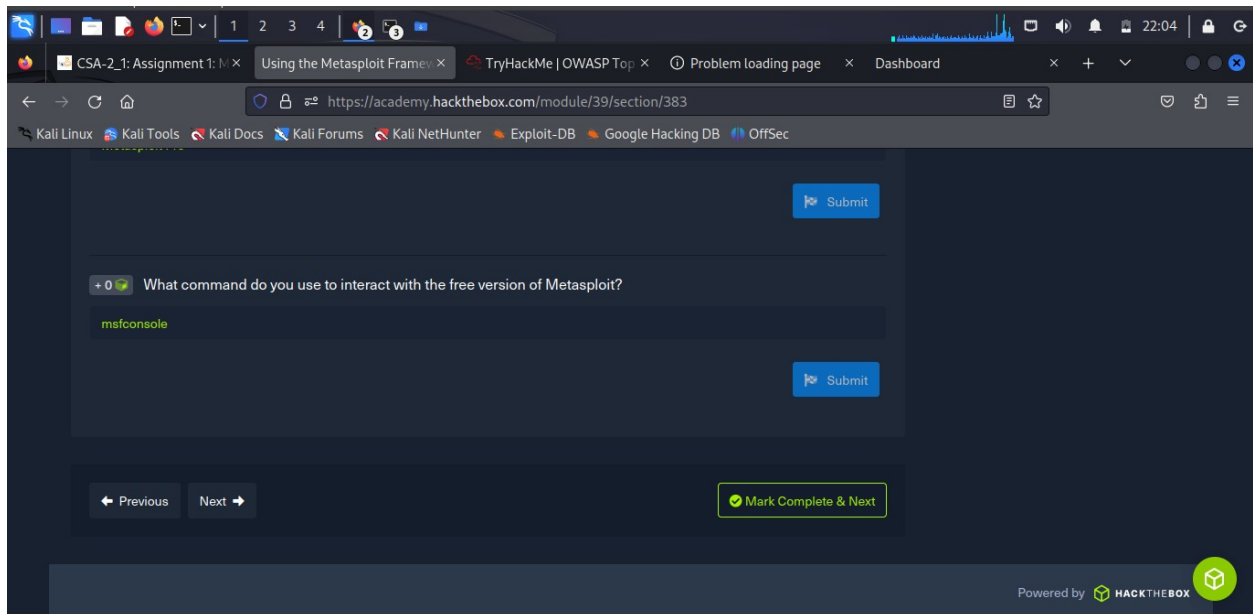 1 2 3 4 2 3 22:04
CSA-2_1: Assignment 1: M Using the Metasploit Framew TryHackMe | OWASP Top Problem loading page Dashboard
https://academy.hackthebox.com/module/39/section/383
Kali Linux Kali Tools Kali Docs Kali Forums Kali NetHunter Exploit-DB Google Hacking DB OffSec
Submit
+ 0 What command do you use to interact with the free version of Metasploit?
msfconsole
Submit
Previous Next Mark Complete & Next
Powered by HACKTHEBOX